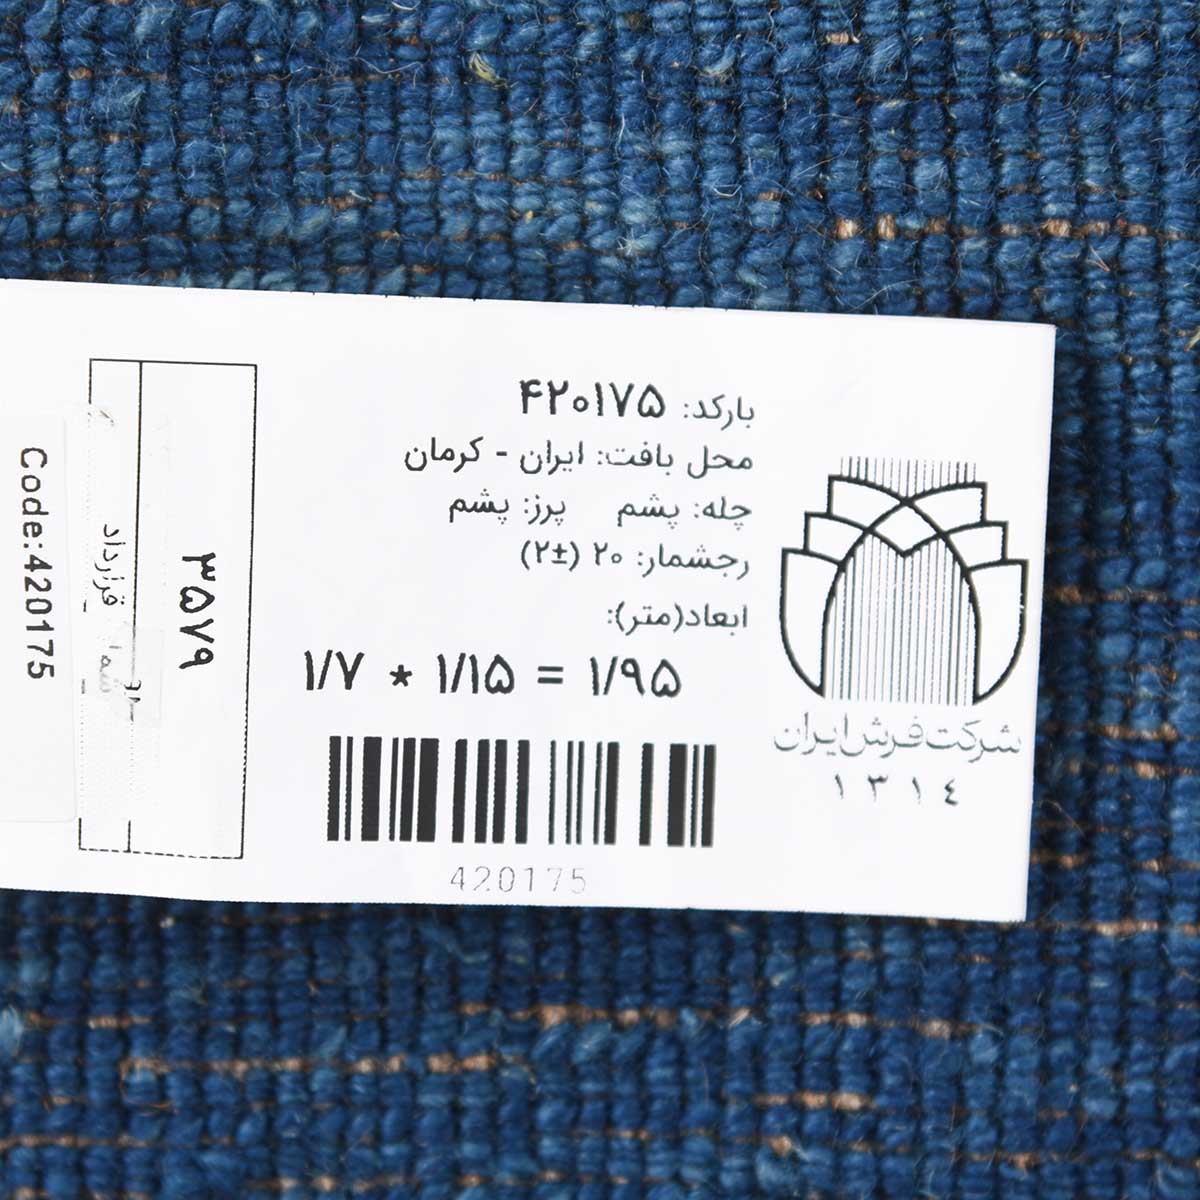 بارکد: ۴۲۰۱۷۵
محل بافت: ایران - کرمان
چله: پشم پرز: پشم
رجشمار: ۲۰ (±۲)
ابعاد(متر):
۱/۷ * ۱/۱۵ = ۱/۹۵
420175
شرکت فرش ایران
۱۳۱۴
۳۵۷۹
قرارداد
Code:420175